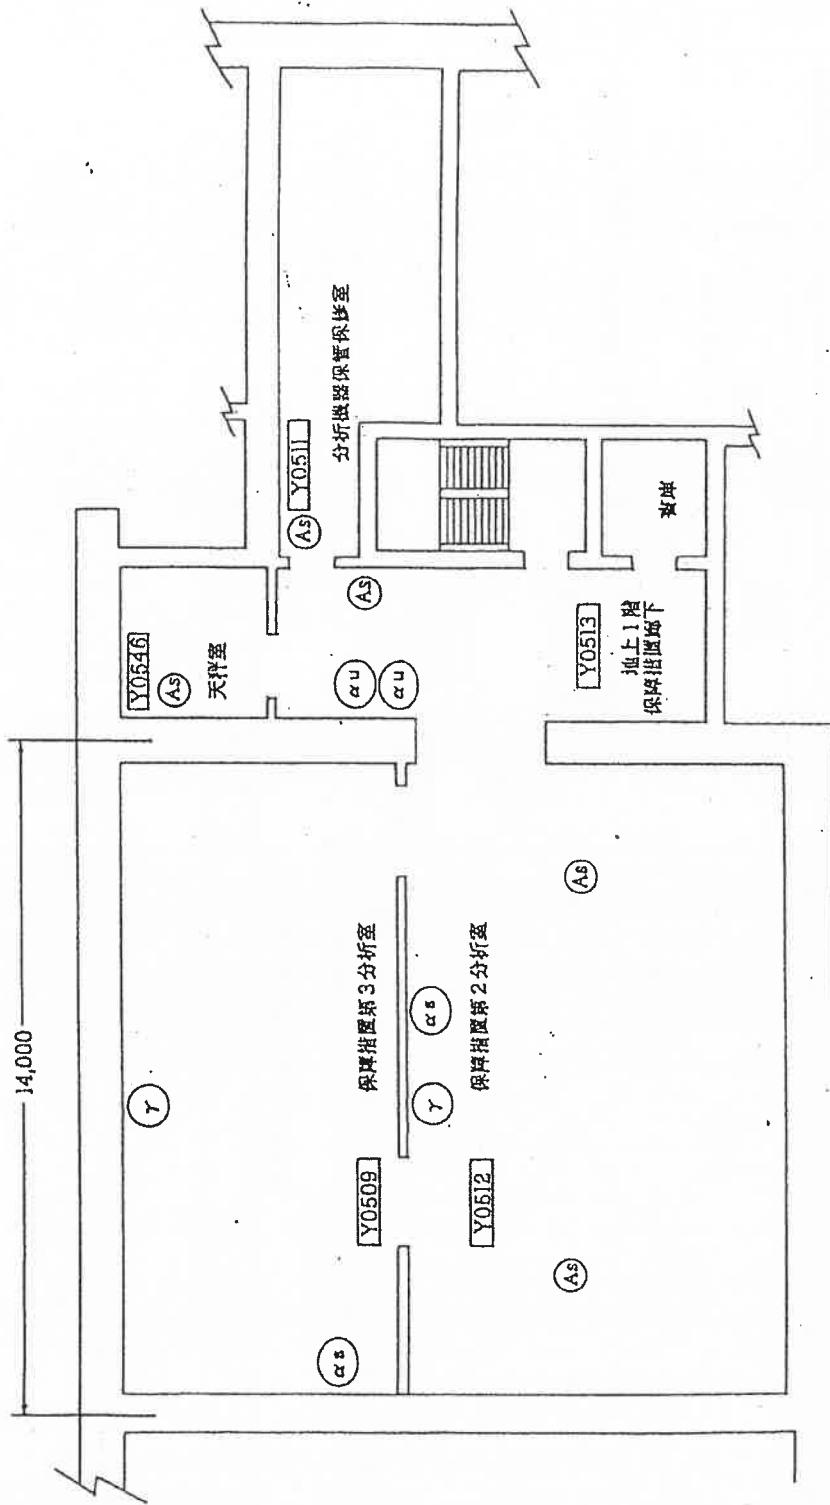 14,000
Y0546
As
天秤室
As
Y0511
分析機器保管保修室
As
αu
αu
Y0513
地上1階
保障措置廊下
倉庫
γ
Y0509
保障措置第3分析室
αs
γ
αs
Y0512
保障措置第2分析室
As
As